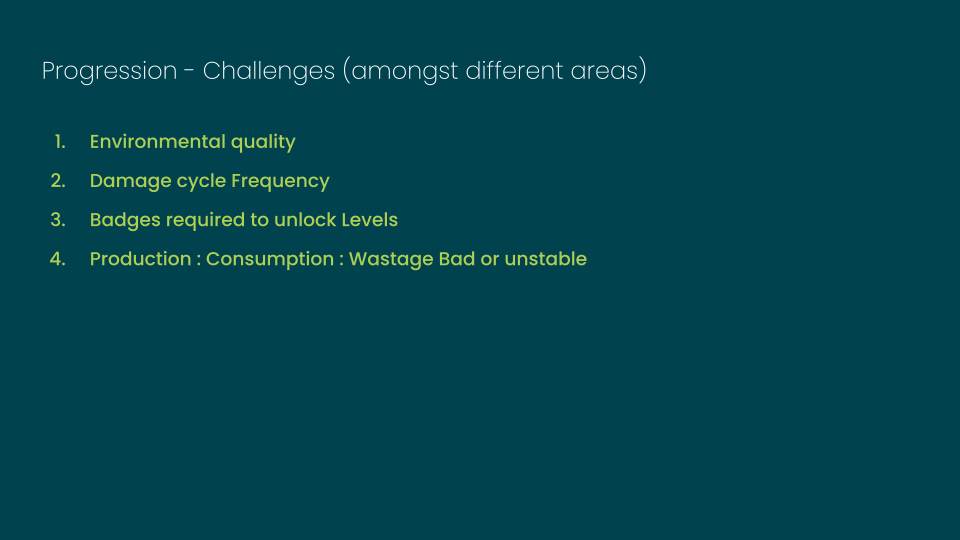 Progression - Challenges (amongst different areas)
1. Environmental quality
2. Damage cycle Frequency
3. Badges required to unlock Levels
4. Production : Consumption : Wastage Bad or unstable